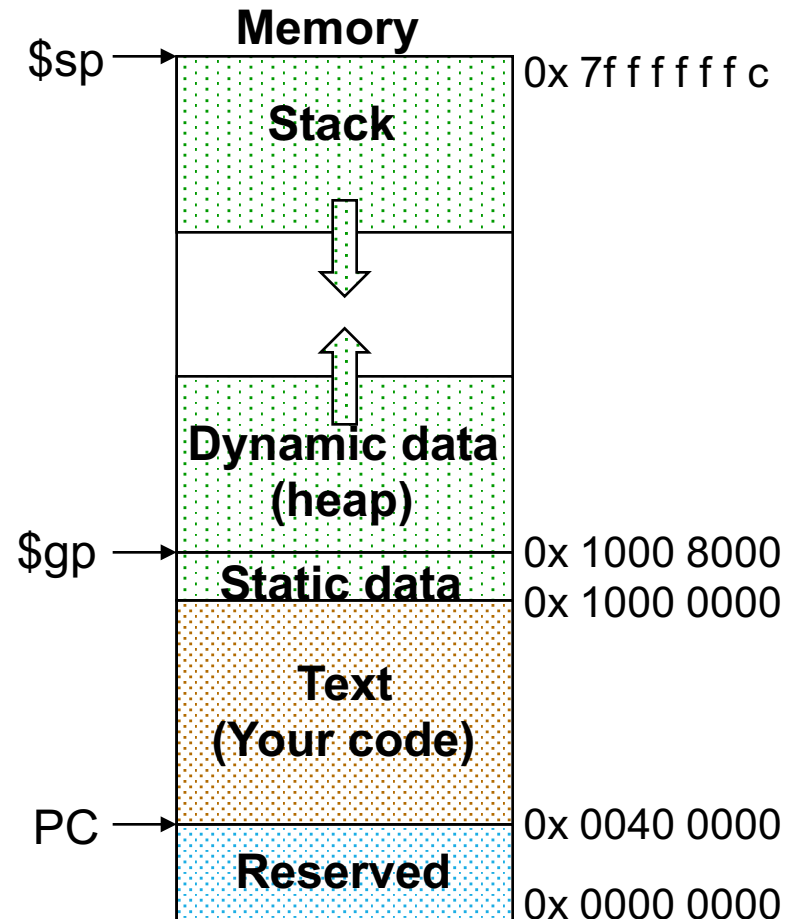 Memory
$sp
0x 7f f f f f f c
Stack
Dynamic data
(heap)
$gp
0x 1000 8000
Static data
0x 1000 0000
Text
(Your code)
PC
0x 0040 0000
Reserved
0x 0000 0000